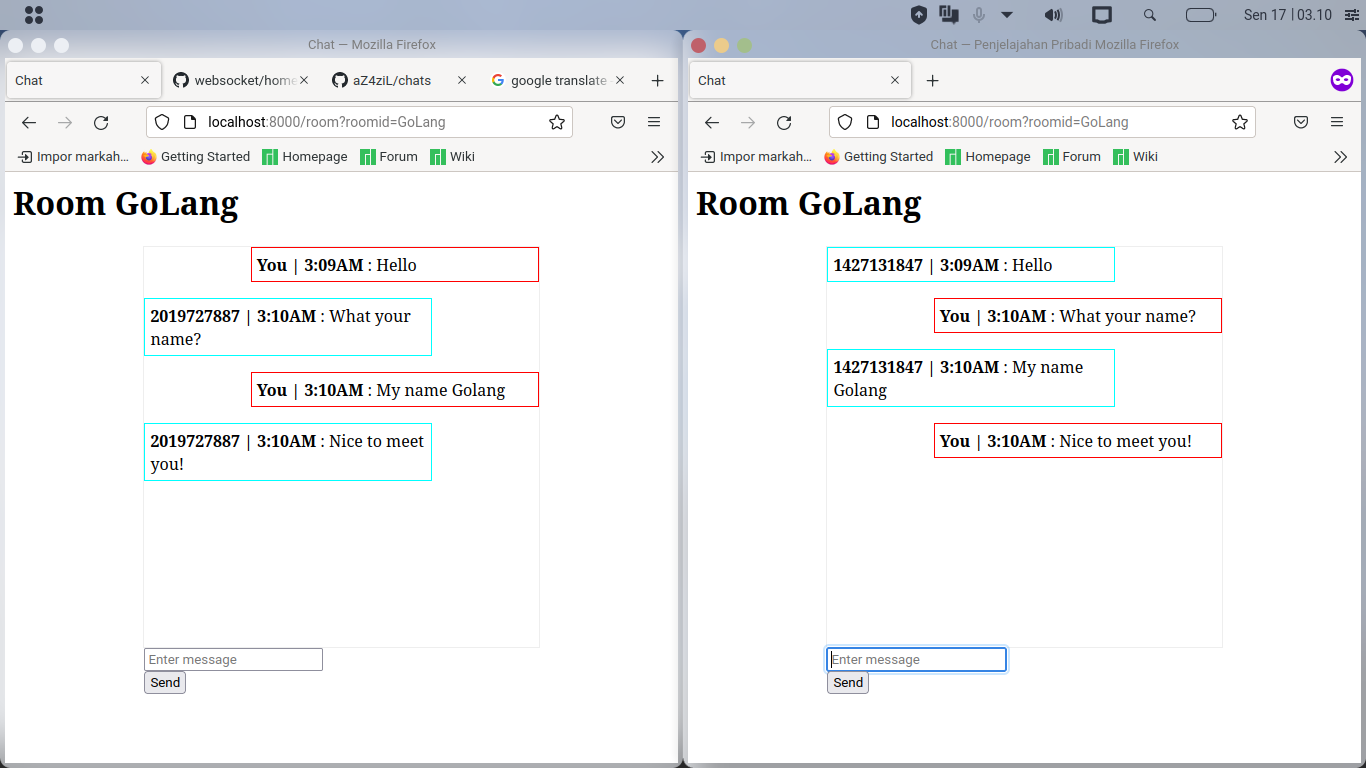 Sen 17 | 03.10
Chat — Mozilla Firefox
Chat
websocket/home
aZ4ziL/chats
google translate -
localhost:8000/room?roomid=GoLang
Impor markah…
Getting Started
Homepage
Forum
Wiki
Room GoLang
You | 3:09AM : Hello
2019727887 | 3:10AM : What your
name?
You | 3:10AM : My name Golang
2019727887 | 3:10AM : Nice to meet
you!
Enter message
Send
Chat — Penjelajahan Pribadi Mozilla Firefox
Chat
localhost:8000/room?roomid=GoLang
Impor markah…
Getting Started
Homepage
Forum
Wiki
Room GoLang
1427131847 | 3:09AM : Hello
You | 3:10AM : What your name?
1427131847 | 3:10AM : My name
Golang
You | 3:10AM : Nice to meet you!
Enter message
Send